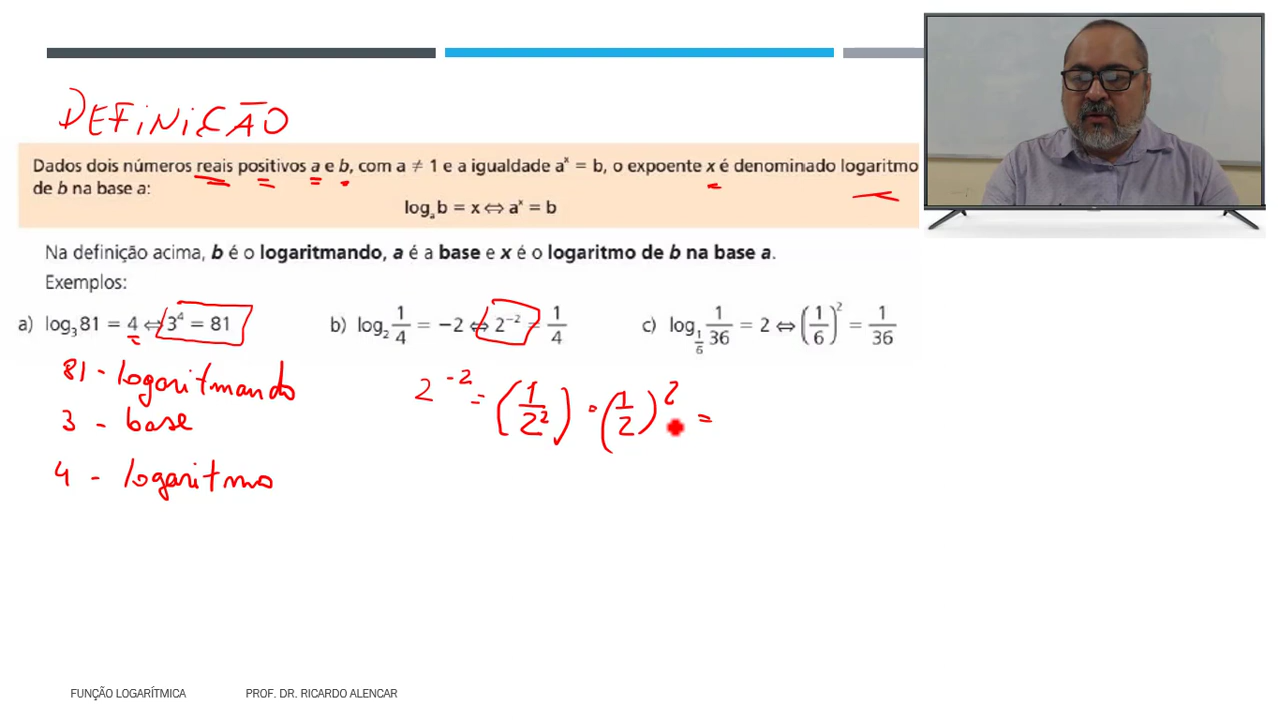 DEFINIÇÃO
Dados dois números reais positivos a e b, com a ≠ 1 e a igualdade aˣ = b, o expoente x é denominado logaritmo
de b na base a:
logₐb = x ⇔ aˣ = b
Na definição acima, b é o logaritmando, a é a base e x é o logaritmo de b na base a.
Exemplos:
a) log₃81 = 4 ⇔ 3⁴ = 81 b) log₂ 1/4 = −2 ⇔ 2⁻² = 1/4 c) log_{1/6} 1/36 = 2 ⇔ (1/6)² = 1/36
81 - logaritmando
2⁻² = (1/2²) = (1/2)² =
3 - base
4 - logaritmo
FUNÇÃO LOGARÍTMICA PROF. DR. RICARDO ALENCAR